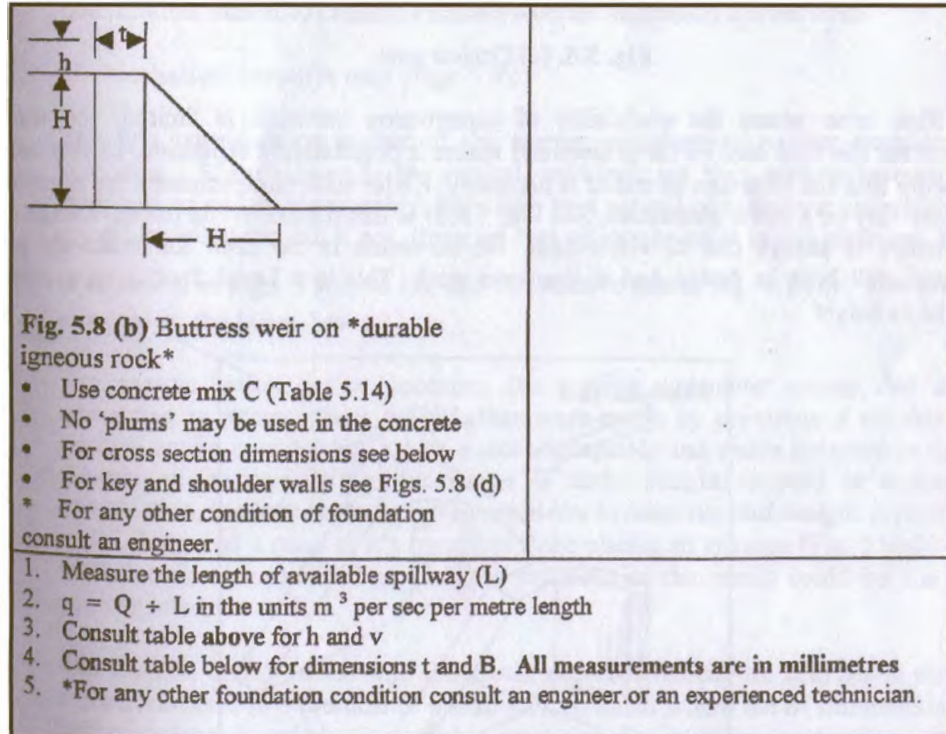 t
h
H
H
Fig. 5.8 (b) Buttress weir on *durable
igneous rock*
• Use concrete mix C (Table 5.14)
• No 'plums' may be used in the concrete
• For cross section dimensions see below
• For key and shoulder walls see Figs. 5.8 (d)
* For any other condition of foundation
consult an engineer.
1. Measure the length of available spillway (L)
2. q = Q ÷ L in the units m³ per sec per metre length
3. Consult table above for h and v
4. Consult table below for dimensions t and B. All measurements are in millimetres
5. *For any other foundation condition consult an engineer or an experienced technician.